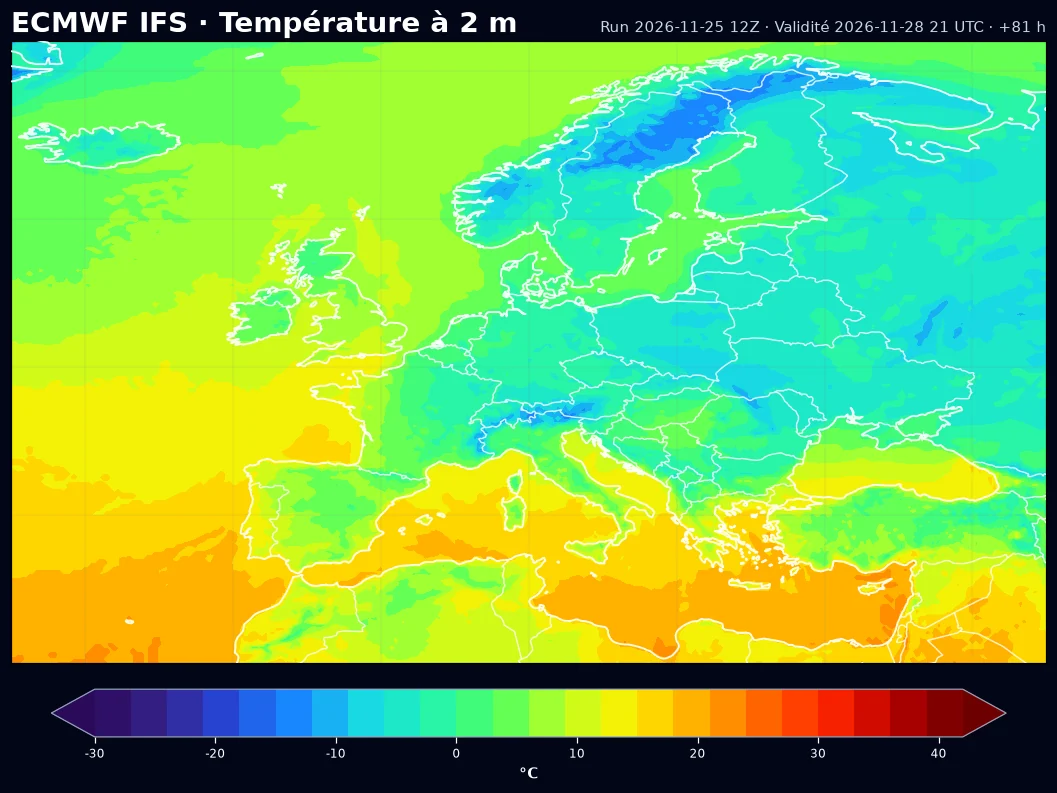 ECMWF IFS · Température à 2 m
Run 2026-11-25 12Z · Validité 2026-11-28 21 UTC · +81 h
-30 -20 -10 0 10 20 30 40
°C